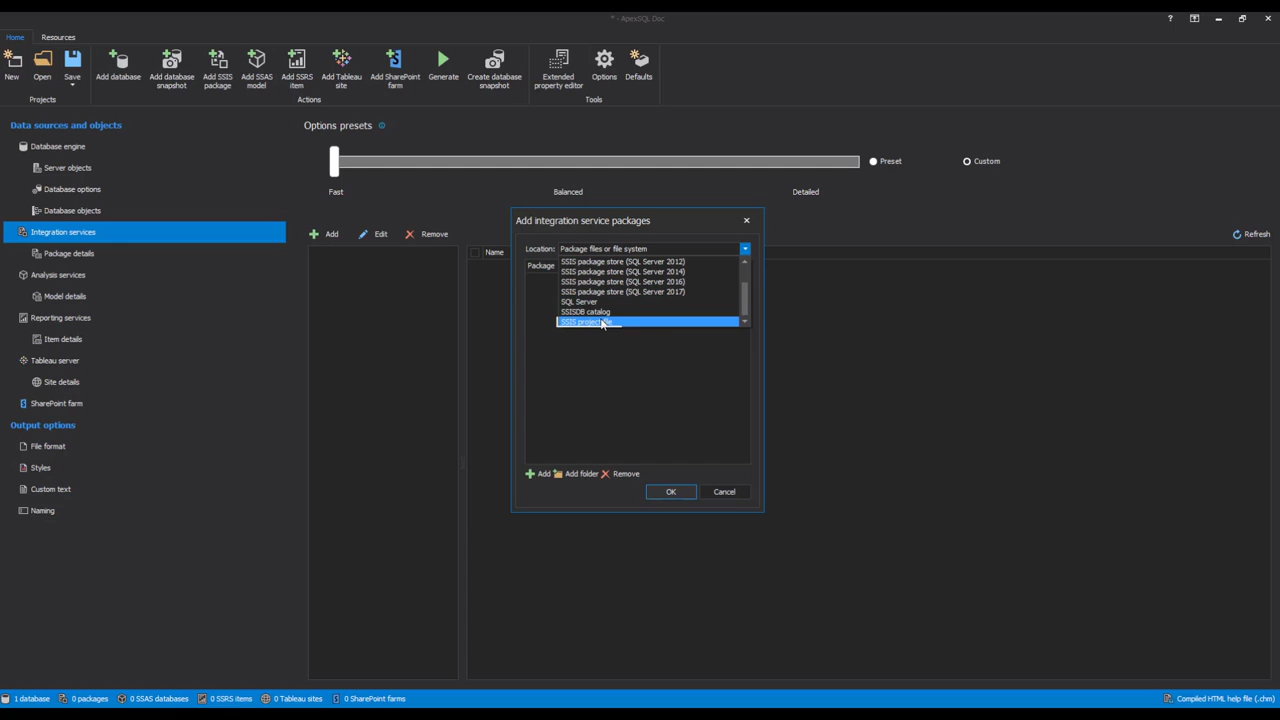 * - ApexSQL Doc
?
Home
Resources
New
Open
Save
Add database
Add database snapshot
Add SSIS package
Add SSAS model
Add SSRS item
Add Tableau site
Add SharePoint farm
Generate
Create database snapshot
Extended property editor
Options
Defaults
Projects
Actions
Tools
Data sources and objects
Database engine
Server objects
Database options
Database objects
Integration services
Package details
Analysis services
Model details
Reporting services
Item details
Tableau server
Site details
SharePoint farm
Output options
File format
Styles
Custom text
Naming
Options presets
Preset
Custom
Fast
Balanced
Detailed
Add
Edit
Remove
Refresh
Name
Add integration service packages
Location:
Package files or file system
Package
SSIS package store (SQL Server 2012)
SSIS package store (SQL Server 2014)
SSIS package store (SQL Server 2016)
SSIS package store (SQL Server 2017)
SQL Server
SSISDB catalog
SSIS project file
Add
Add folder
Remove
OK
Cancel
1 database
0 packages
0 SSAS databases
0 SSRS items
0 Tableau sites
0 SharePoint farms
Compiled HTML help file (.chm)